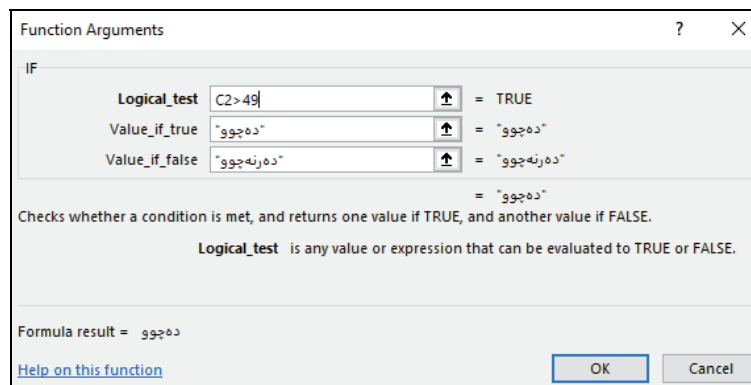 Function Arguments ? ×
IF
Logical_test C2>49 = TRUE
Value_if_true "دەچوو" = "دەچوو"
Value_if_false "دەرنەچوو" = "دەرنەچوو"
= "دەچوو"
Checks whether a condition is met, and returns one value if TRUE, and another value if FALSE.
Logical_test is any value or expression that can be evaluated to TRUE or FALSE.
Formula result = دەچوو
Help on this function OK Cancel